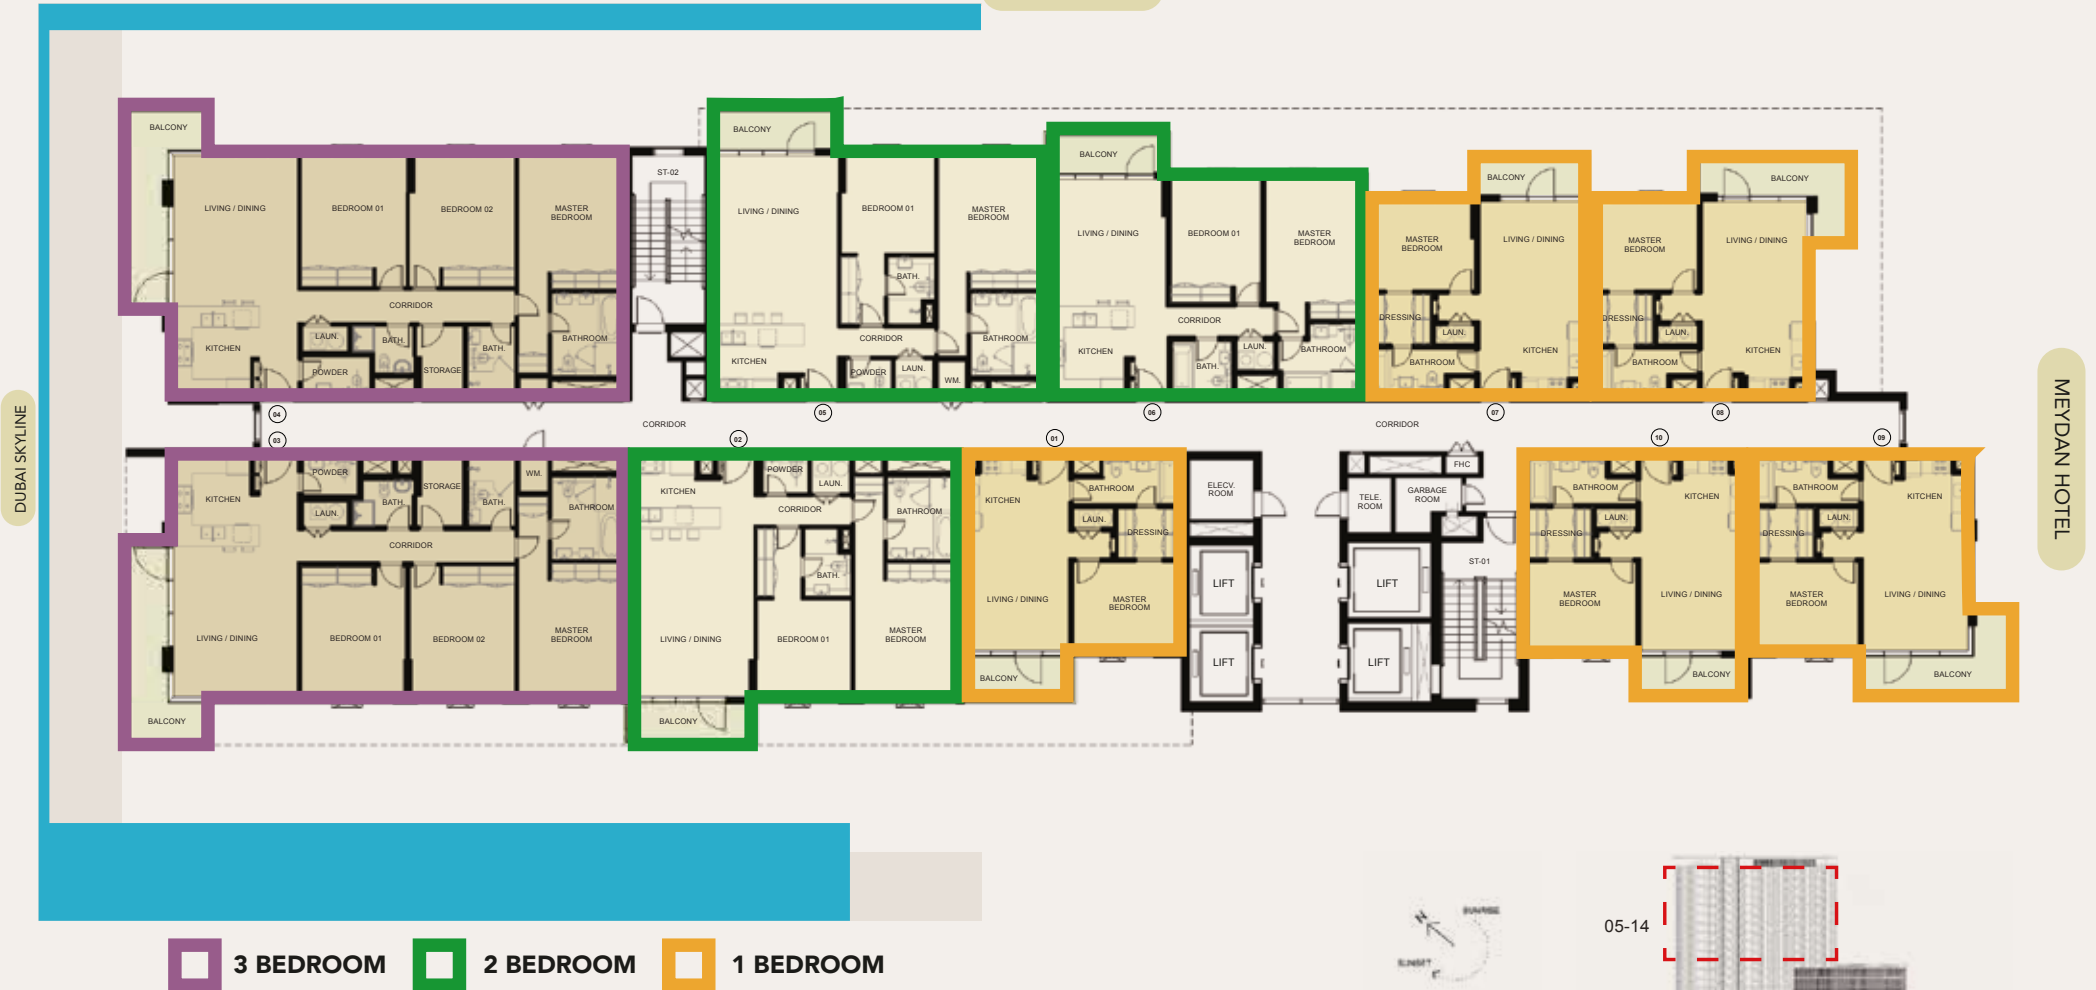 BALCONY
LIVING / DINING
BEDROOM 01
BEDROOM 02
MASTER
BEDROOM
CORRIDOR
KITCHEN
LAUN.
BATH.
POWDER
STORAGE
BATH.
BATHROOM
ST-02
BALCONY
LIVING / DINING
BEDROOM 01
MASTER
BEDROOM
BATH.
CORRIDOR
BATHROOM
KITCHEN
POWDER
LAUN.
WM.
BALCONY
LIVING / DINING
BEDROOM 01
MASTER
BEDROOM
CORRIDOR
KITCHEN
BATH.
LAUN.
BATHROOM
BALCONY
MASTER
BEDROOM
LIVING / DINING
DRESSING
LAUN.
BATHROOM
KITCHEN
BALCONY
MASTER
BEDROOM
LIVING / DINING
DRESSING
LAUN.
BATHROOM
KITCHEN
04
05
06
07
08
CORRIDOR
CORRIDOR
03
02
01
10
09
DUBAI SKYLINE
MEYDAN HOTEL
KITCHEN
POWDER
LAUN.
BATH.
STORAGE
BATH.
WM.
BATHROOM
CORRIDOR
LIVING / DINING
BEDROOM 01
BEDROOM 02
MASTER
BEDROOM
BALCONY
KITCHEN
POWDER
LAUN.
CORRIDOR
BATHROOM
BATH.
LIVING / DINING
BEDROOM 01
MASTER
BEDROOM
BALCONY
KITCHEN
BATHROOM
LAUN.
DRESSING
LIVING / DINING
MASTER
BEDROOM
BALCONY
ELECV.
ROOM
TELE.
ROOM
GARBAGE
ROOM
FHC
LIFT
LIFT
LIFT
LIFT
ST-01
BATHROOM
KITCHEN
LAUN.
DRESSING
MASTER
BEDROOM
LIVING / DINING
BALCONY
BATHROOM
KITCHEN
LAUN.
DRESSING
MASTER
BEDROOM
LIVING / DINING
BALCONY
N
SUNRISE
SUNSET
05-14
3 BEDROOM
2 BEDROOM
1 BEDROOM